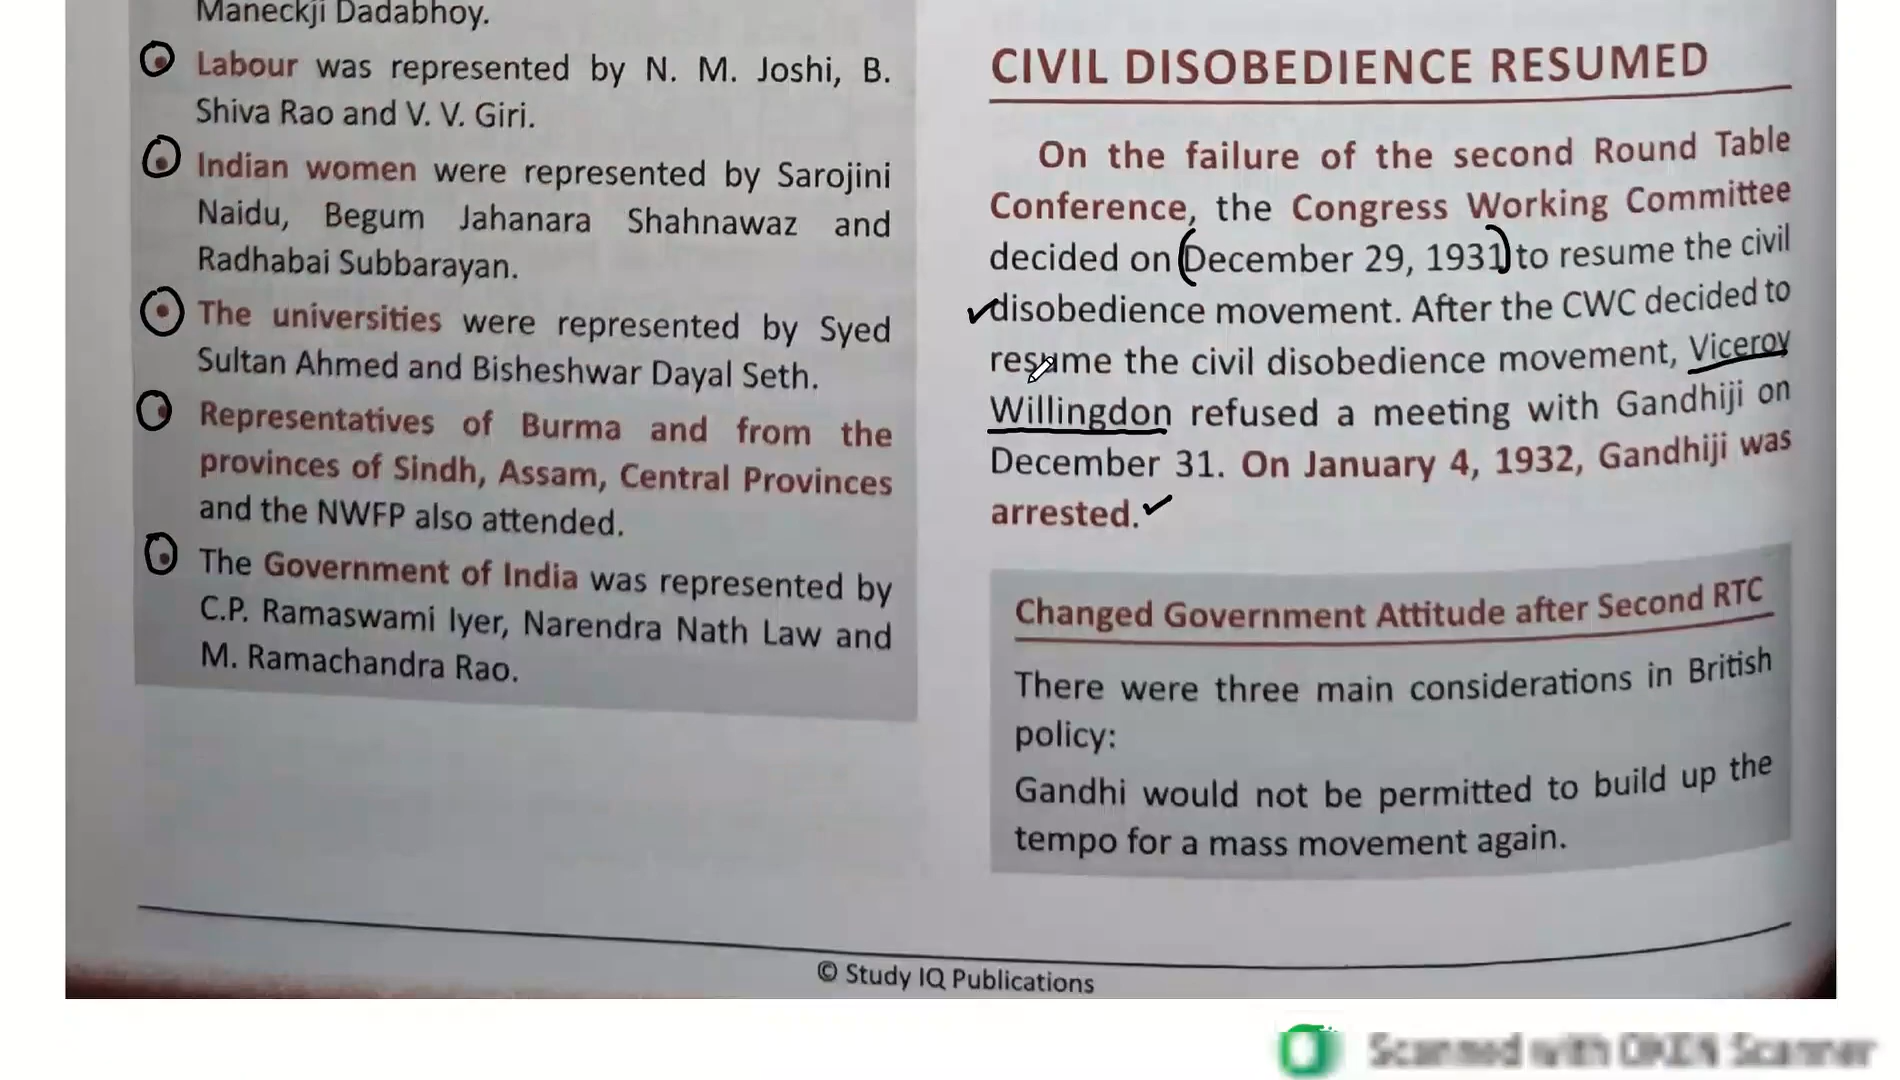 Maneckji Dadabhoy.
Labour was represented by N. M. Joshi, B.
Shiva Rao and V. V. Giri.
Indian women were represented by Sarojini
Naidu, Begum Jahanara Shahnawaz and
Radhabai Subbarayan.
The universities were represented by Syed
Sultan Ahmed and Bisheshwar Dayal Seth.
Representatives of Burma and from the
provinces of Sindh, Assam, Central Provinces
and the NWFP also attended.
The Government of India was represented by
C.P. Ramaswami Iyer, Narendra Nath Law and
M. Ramachandra Rao.
CIVIL DISOBEDIENCE RESUMED
On the failure of the second Round Table
Conference, the Congress Working Committee
decided on December 29, 1931 to resume the civil
disobedience movement. After the CWC decided to
resume the civil disobedience movement, Viceroy
Willingdon refused a meeting with Gandhiji on
December 31. On January 4, 1932, Gandhiji was
arrested.
Changed Government Attitude after Second RTC
There were three main considerations in British
policy:
Gandhi would not be permitted to build up the
tempo for a mass movement again.
© Study IQ Publications
Scanned with OKEN Scanner